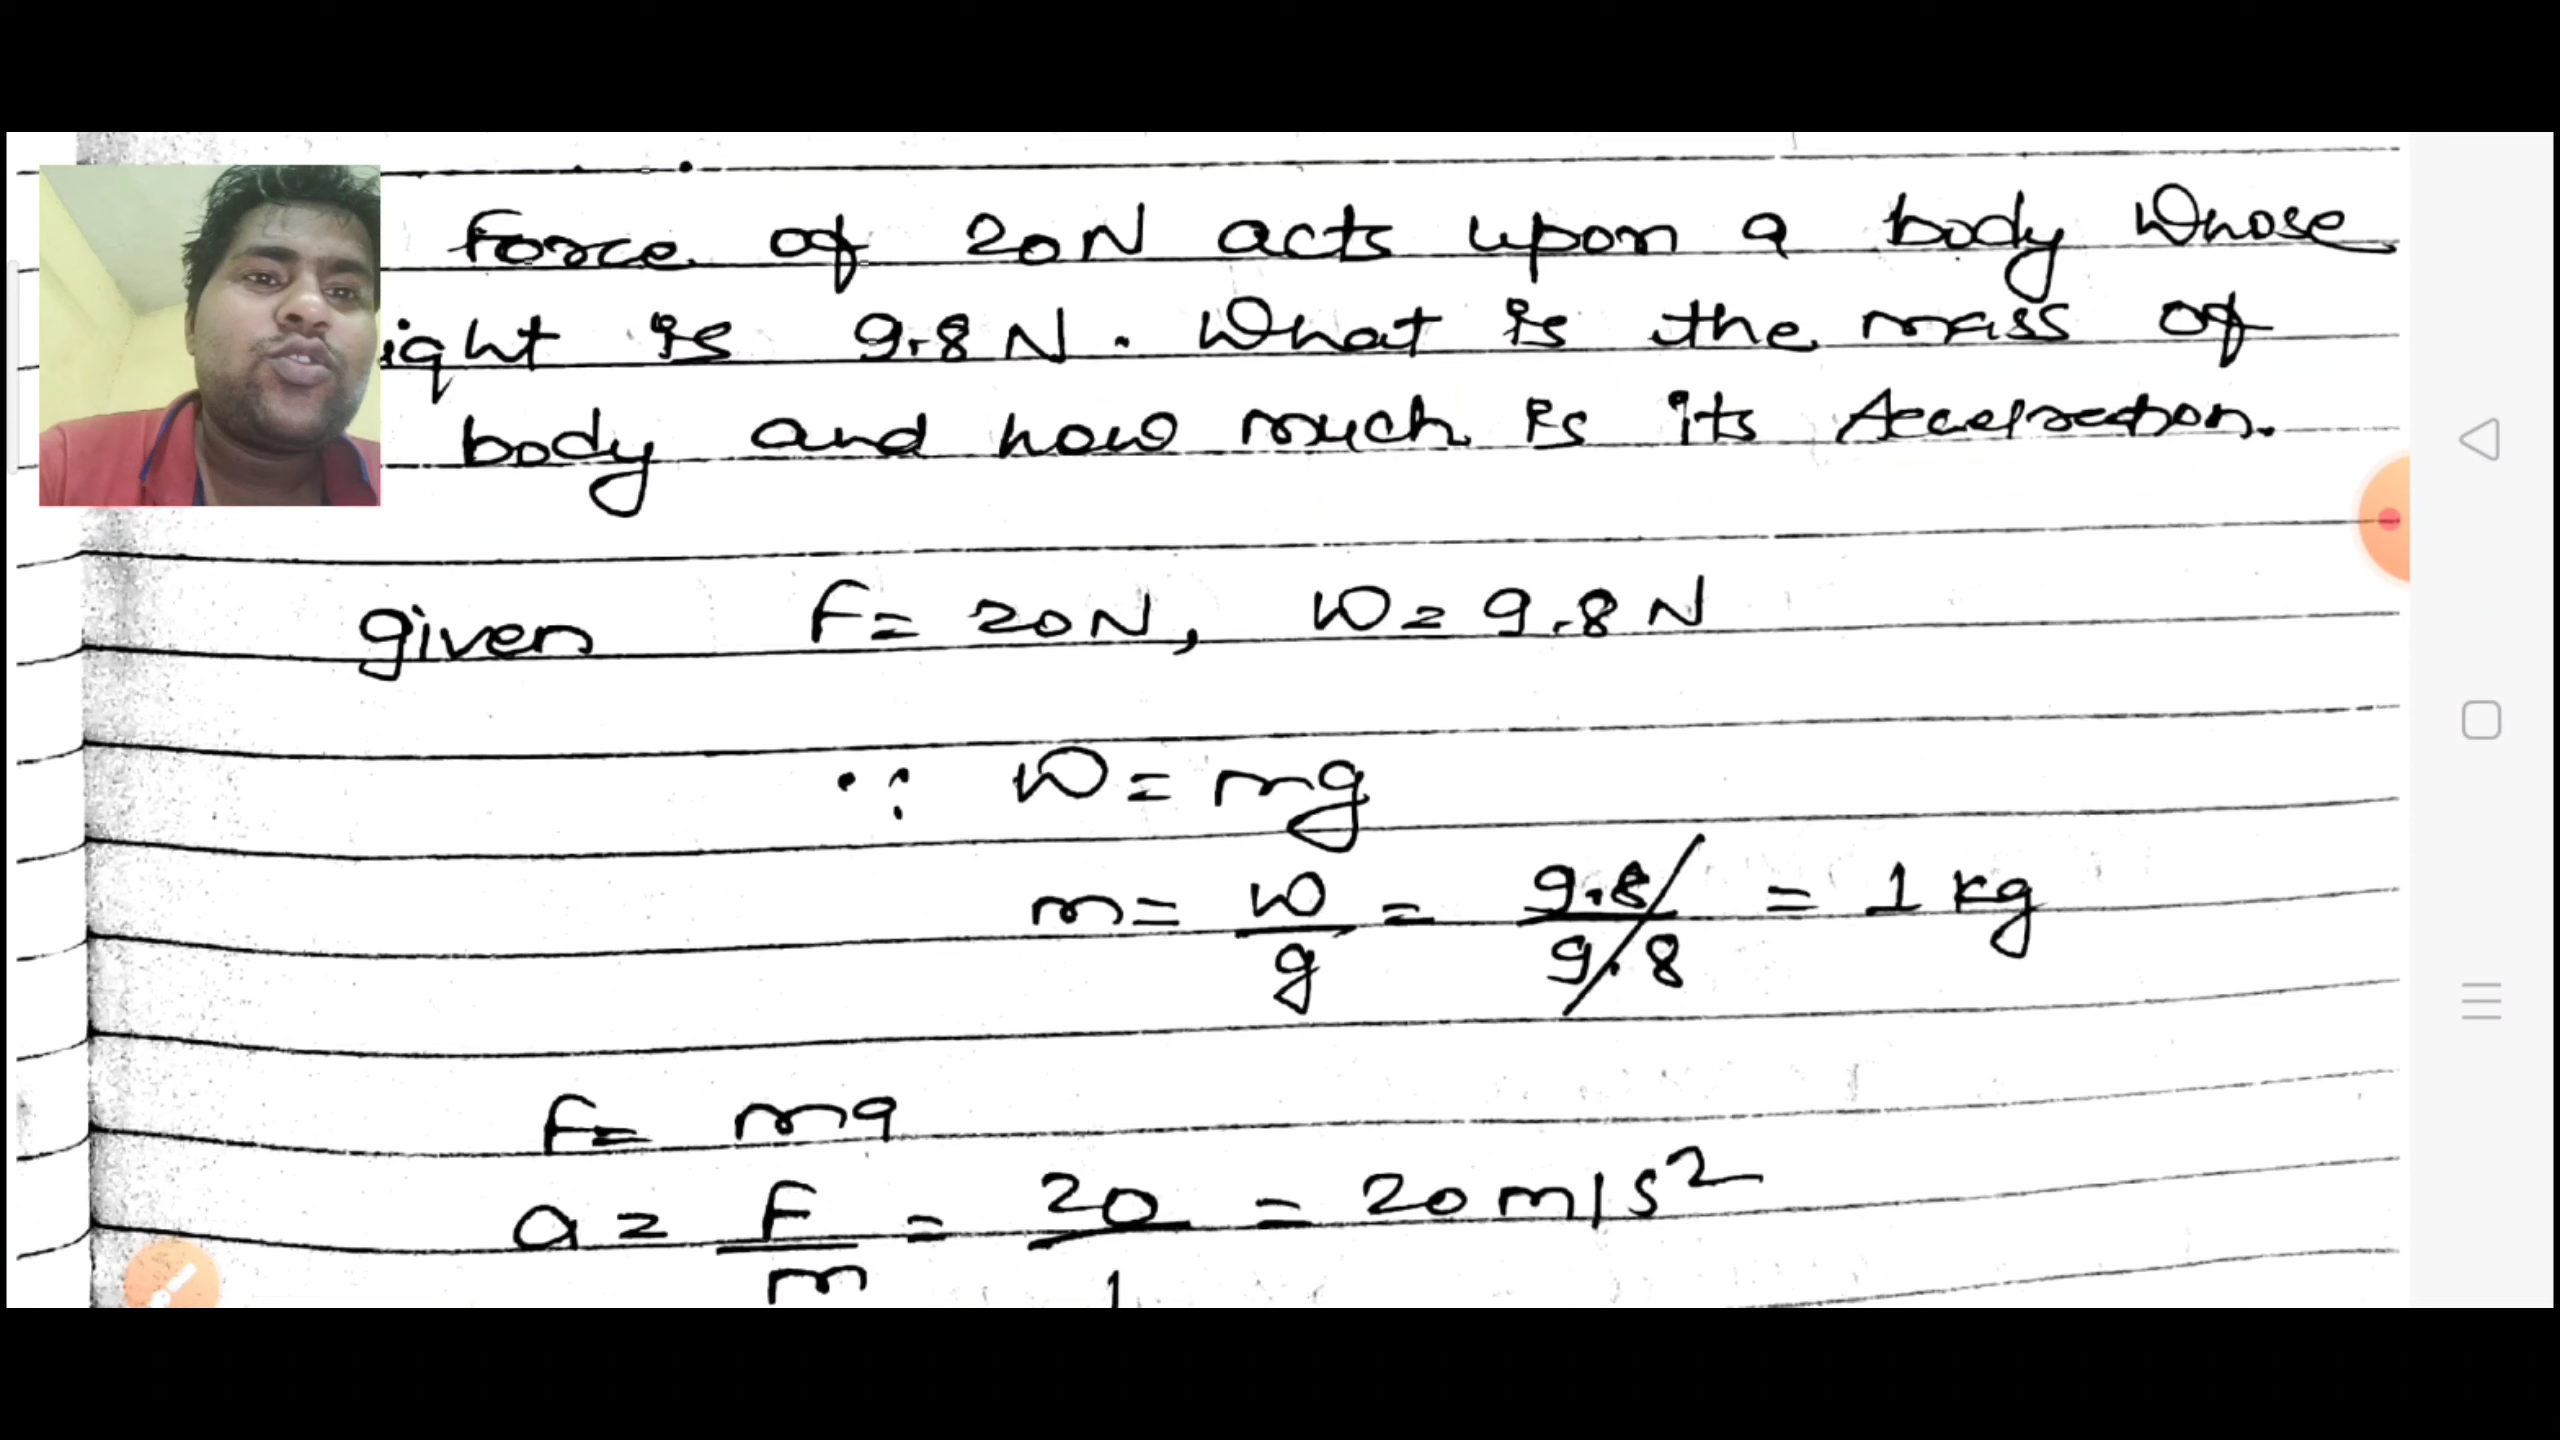 Force of 20N acts upon a body whose
ight is 9.8 N. What is the mass of
body and how much is its Acceleration.
given F = 20N, W = 9.8 N
∵ W = mg
m = W/g = 9.8/9.8 = 1 kg
F = ma
a = F/m = 20/1 = 20 m/s²